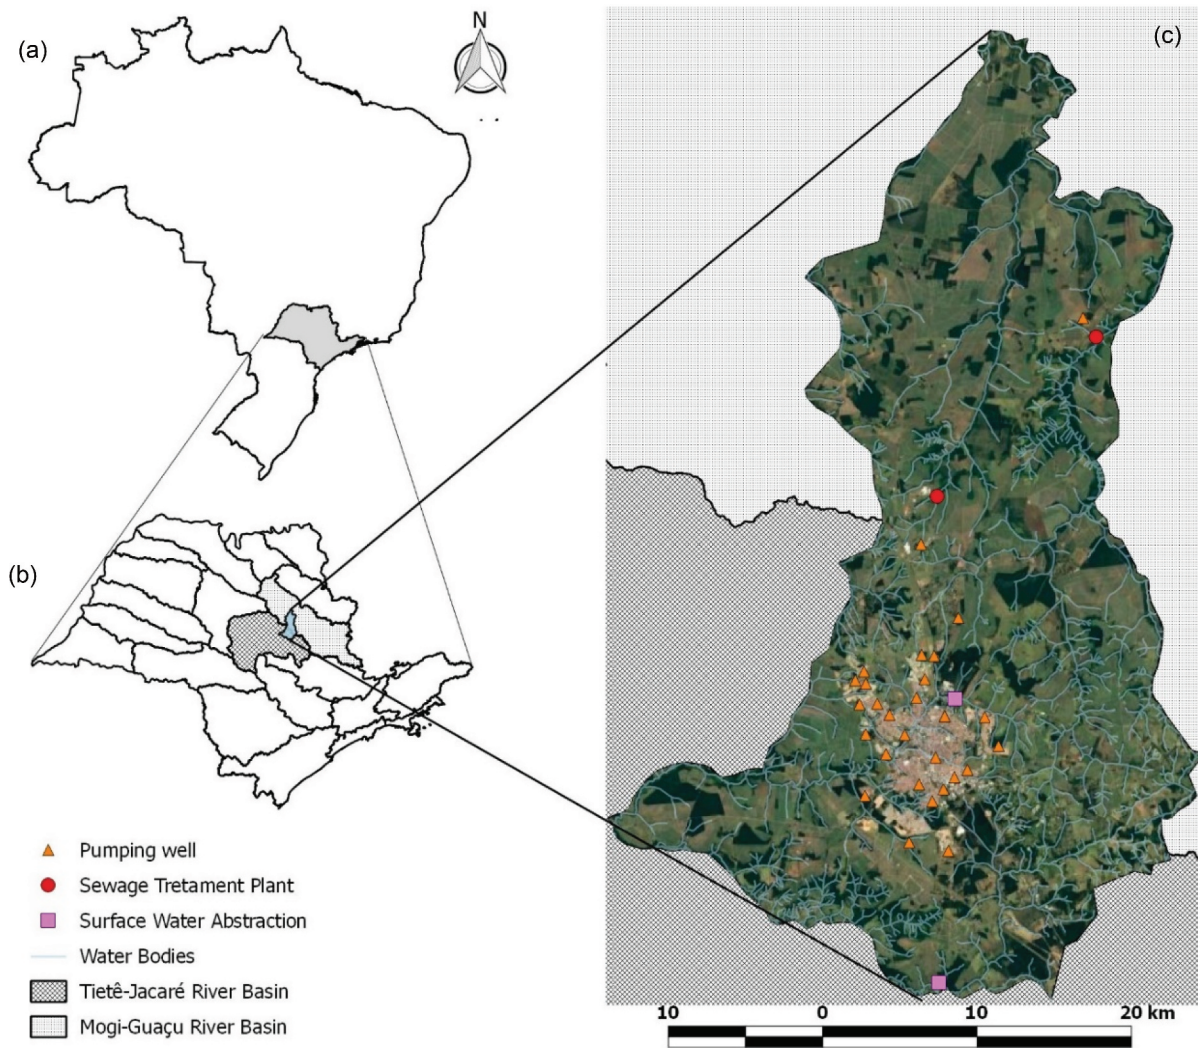 (a)
N
(c)
(b)
Pumping well
Sewage Tretament Plant
Surface Water Abstraction
Water Bodies
Tietê-Jacaré River Basin
Mogi-Guaçu River Basin
10 0 10 20 km